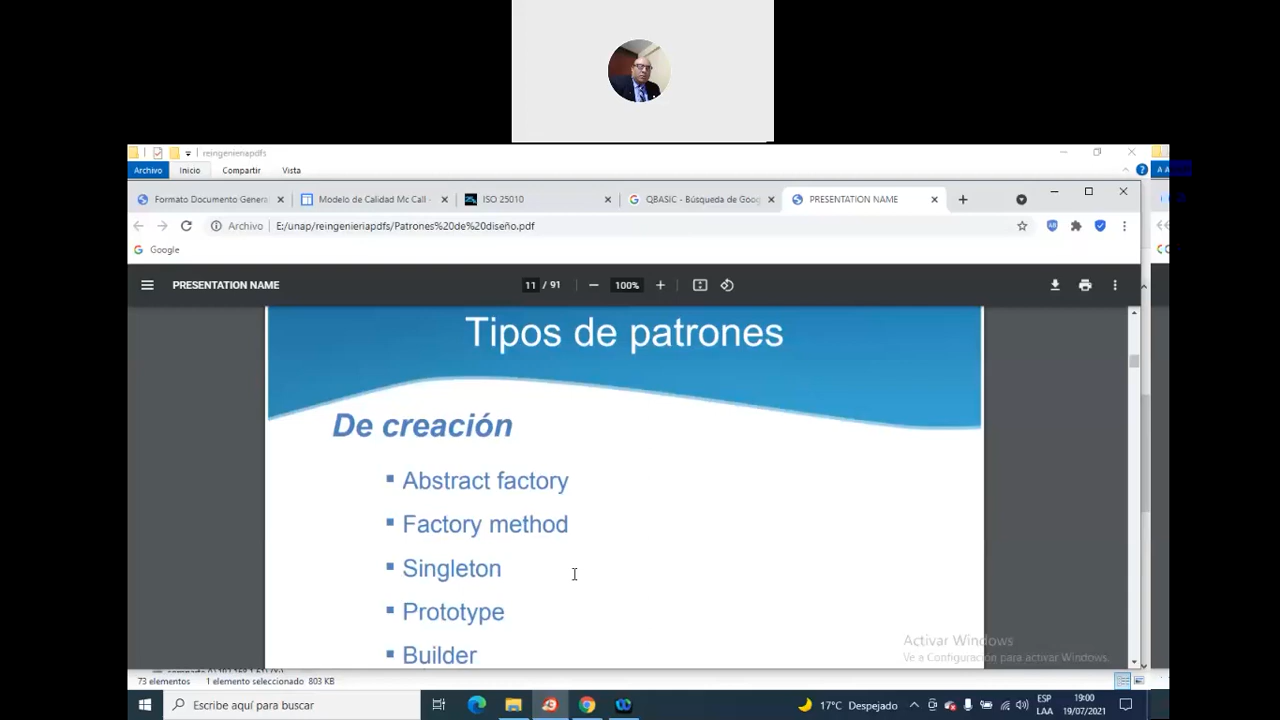 reingenieriapdfs
Archivo Inicio Compartir Vista
Formato Documento Genera
Modelo de Calidad Mc Call -
ISO 25010
QBASIC - Búsqueda de Goog
PRESENTATION NAME
Archivo E:/unap/reingenieriapdfs/Patrones%20de%20diseño.pdf
Google
PRESENTATION NAME
11 / 91
100%
Tipos de patrones
De creación
Abstract factory
Factory method
Singleton
Prototype
Builder
Activar Windows
Ve a Configuración para activar Windows.
73 elementos 1 elemento seleccionado 803 KB
Escribe aquí para buscar
17°C Despejado
ESP
LAA
19:00
19/07/2021